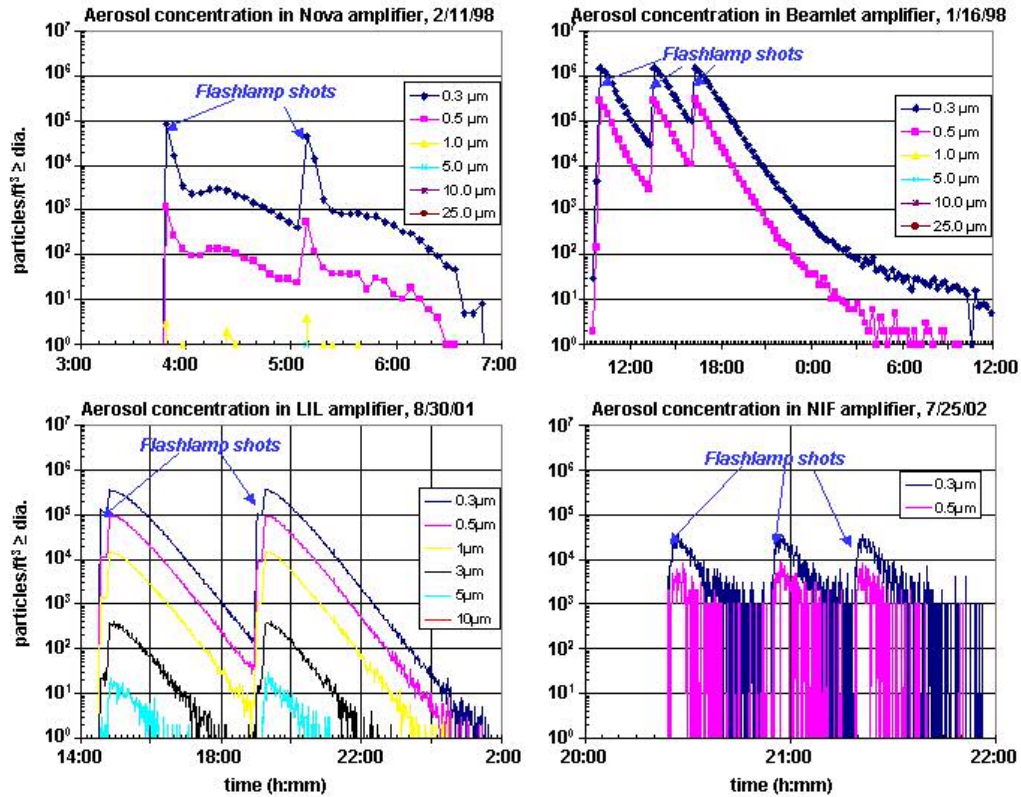 Aerosol concentration in Nova amplifier, 2/11/98
10⁷
10⁶
10⁵
10⁴
10³
10²
10¹
10⁰
particles/ft³ ≥ dia.
Flashlamp shots
0.3 µm
0.5 µm
1.0 µm
5.0 µm
10.0 µm
25.0 µm
3:00 4:00 5:00 6:00 7:00
Aerosol concentration in Beamlet amplifier, 1/16/98
10⁷
10⁶
10⁵
10⁴
10³
10²
10¹
10⁰
Flashlamp shots
0.3 µm
0.5 µm
1.0 µm
5.0 µm
10.0 µm
25.0 µm
12:00 18:00 0:00 6:00 12:00
Aerosol concentration in LIL amplifier, 8/30/01
10⁷
10⁶
10⁵
10⁴
10³
10²
10¹
10⁰
particles/ft³ ≥ dia.
Flashlamp shots
0.3µm
0.5µm
1µm
3µm
5µm
10µm
14:00 18:00 22:00 2:00
time (h:mm)
Aerosol concentration in NIF amplifier, 7/25/02
10⁷
10⁶
10⁵
10⁴
10³
10²
10¹
10⁰
Flashlamp shots
0.3µm
0.5µm
20:00 21:00 22:00
time (h:mm)